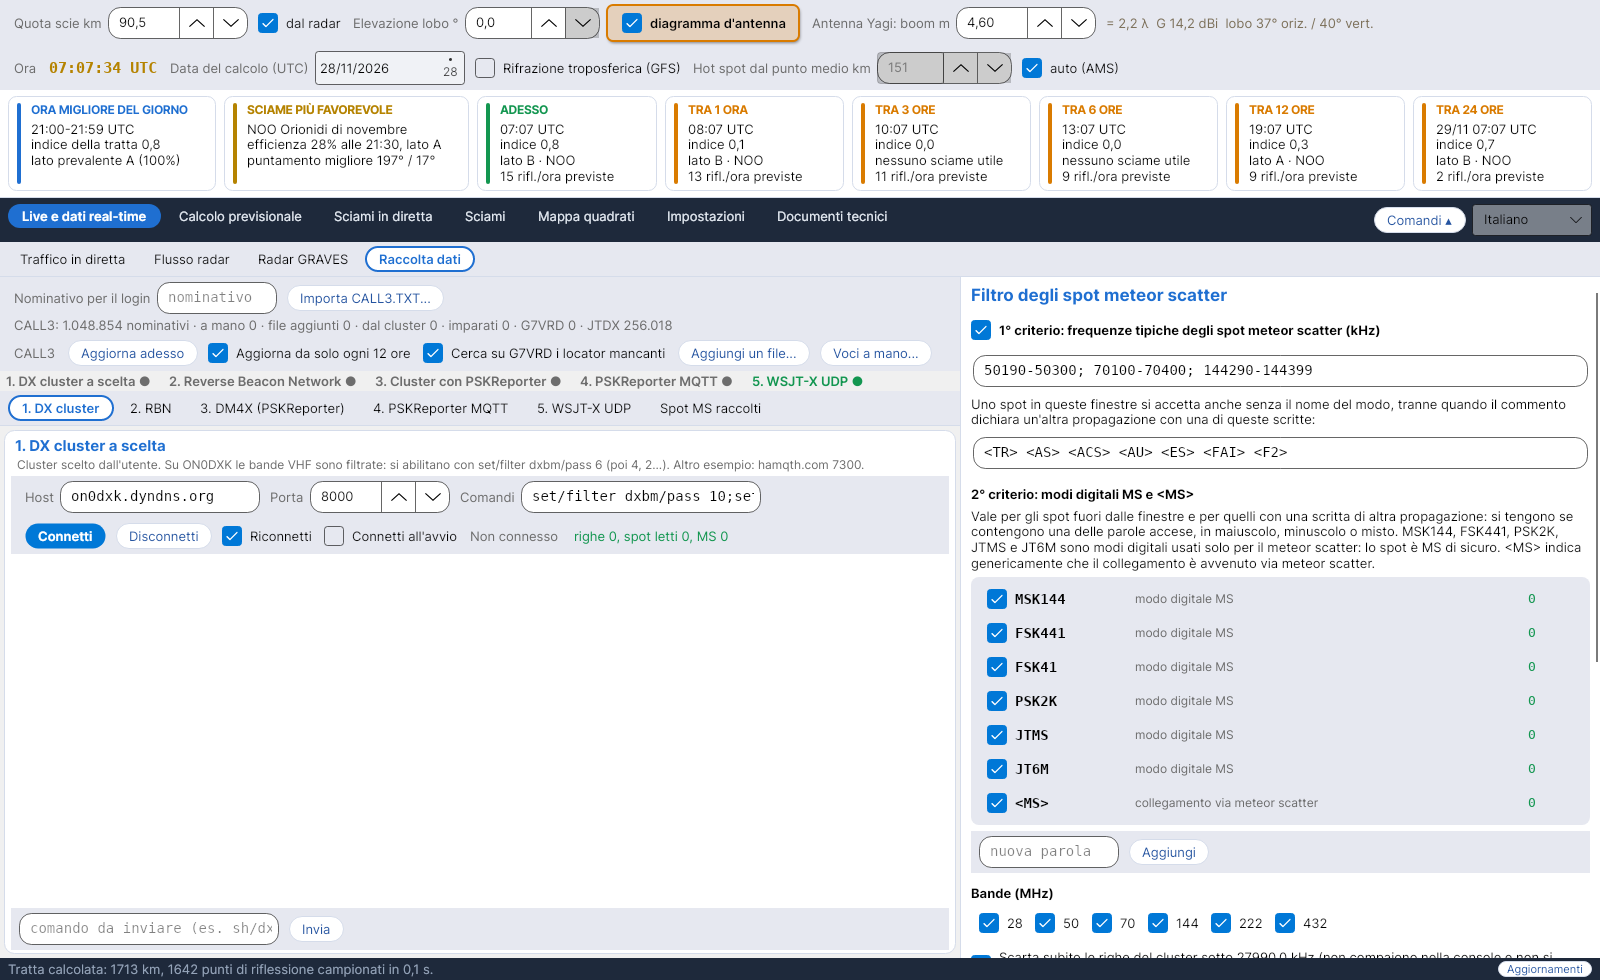 Quota scie km 90,5 dal radar Elevazione lobo ° 0,0 diagramma d'antenna Antenna Yagi: boom m 4,60 = 2,2 λ G 14,2 dBi lobo 37° oriz. / 40° vert.
Ora 07:07:34 UTC Data del calcolo (UTC) 28/11/2026 28 Rifrazione troposferica (GFS) Hot spot dal punto medio km 151 auto (AMS)
ORA MIGLIORE DEL GIORNO
21:00-21:59 UTC
indice della tratta 0,8
lato prevalente A (100%)
SCIAME PIÙ FAVOREVOLE
NOO Orionidi di novembre
efficienza 28% alle 21:30, lato A
puntamento migliore 197° / 17°
ADESSO
07:07 UTC
indice 0,8
lato B · NOO
15 rifl./ora previste
TRA 1 ORA
08:07 UTC
indice 0,1
lato B · NOO
13 rifl./ora previste
TRA 3 ORE
10:07 UTC
indice 0,0
nessuno sciame utile
11 rifl./ora previste
TRA 6 ORE
13:07 UTC
indice 0,0
nessuno sciame utile
9 rifl./ora previste
TRA 12 ORE
19:07 UTC
indice 0,3
lato A · NOO
9 rifl./ora previste
TRA 24 ORE
29/11 07:07 UTC
indice 0,7
lato B · NOO
2 rifl./ora previste
Live e dati real-time Calcolo previsionale Sciami in diretta Sciami Mappa quadrati Impostazioni Documenti tecnici Comandi ▴ Italiano
Traffico in diretta Flusso radar Radar GRAVES Raccolta dati
Nominativo per il login nominativo Importa CALL3.TXT...
CALL3: 1.048.854 nominativi · a mano 0 · file aggiunti 0 · dal cluster 0 · imparati 0 · G7VRD 0 · JTDX 256.018
CALL3 Aggiorna adesso Aggiorna da solo ogni 12 ore Cerca su G7VRD i locator mancanti Aggiungi un file... Voci a mano...
1. DX cluster a scelta ● 2. Reverse Beacon Network ● 3. Cluster con PSKReporter ● 4. PSKReporter MQTT ● 5. WSJT-X UDP ●
1. DX cluster 2. RBN 3. DM4X (PSKReporter) 4. PSKReporter MQTT 5. WSJT-X UDP Spot MS raccolti
1. DX cluster a scelta
Cluster scelto dall'utente. Su ON0DXK le bande VHF sono filtrate: si abilitano con set/filter dxbm/pass 6 (poi 4, 2...). Altro esempio: hamqth.com 7300.
Host on0dxk.dyndns.org Porta 8000 Comandi set/filter dxbm/pass 10;se
Connetti Disconnetti Riconnetti Connetti all'avvio Non connesso righe 0, spot letti 0, MS 0
comando da inviare (es. sh/dx Invia
Filtro degli spot meteor scatter
1° criterio: frequenze tipiche degli spot meteor scatter (kHz)
50190-50300; 70100-70400; 144290-144399
Uno spot in queste finestre si accetta anche senza il nome del modo, tranne quando il commento
dichiara un'altra propagazione con una di queste scritte:
<TR> <AS> <ACS> <AU> <ES> <FAI> <F2>
2° criterio: modi digitali MS e <MS>
Vale per gli spot fuori dalle finestre e per quelli con una scritta di altra propagazione: si tengono se
contengono una delle parole accese, in maiuscolo, minuscolo o misto. MSK144, FSK441, PSK2K,
JTMS e JT6M sono modi digitali usati solo per il meteor scatter: lo spot è MS di sicuro. <MS> indica
genericamente che il collegamento è avvenuto via meteor scatter.
MSK144 modo digitale MS 0
FSK441 modo digitale MS 0
FSK41 modo digitale MS 0
PSK2K modo digitale MS 0
JTMS modo digitale MS 0
JT6M modo digitale MS 0
<MS> collegamento via meteor scatter 0
nuova parola Aggiungi
Bande (MHz)
28 50 70 144 222 432
Scarta subito le righe del cluster sotto 27990,0 kHz (non compaiono nella console e non si
Tratta calcolata: 1713 km, 1642 punti di riflessione campionati in 0,1 s. Aggiornamenti